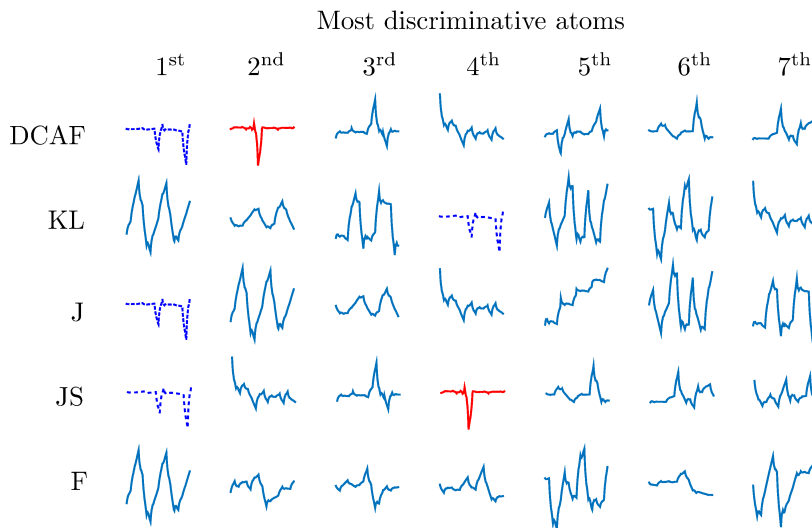 Most discriminative atoms
1st 2nd 3rd 4th 5th 6th 7th
DCAF
KL
J
JS
F